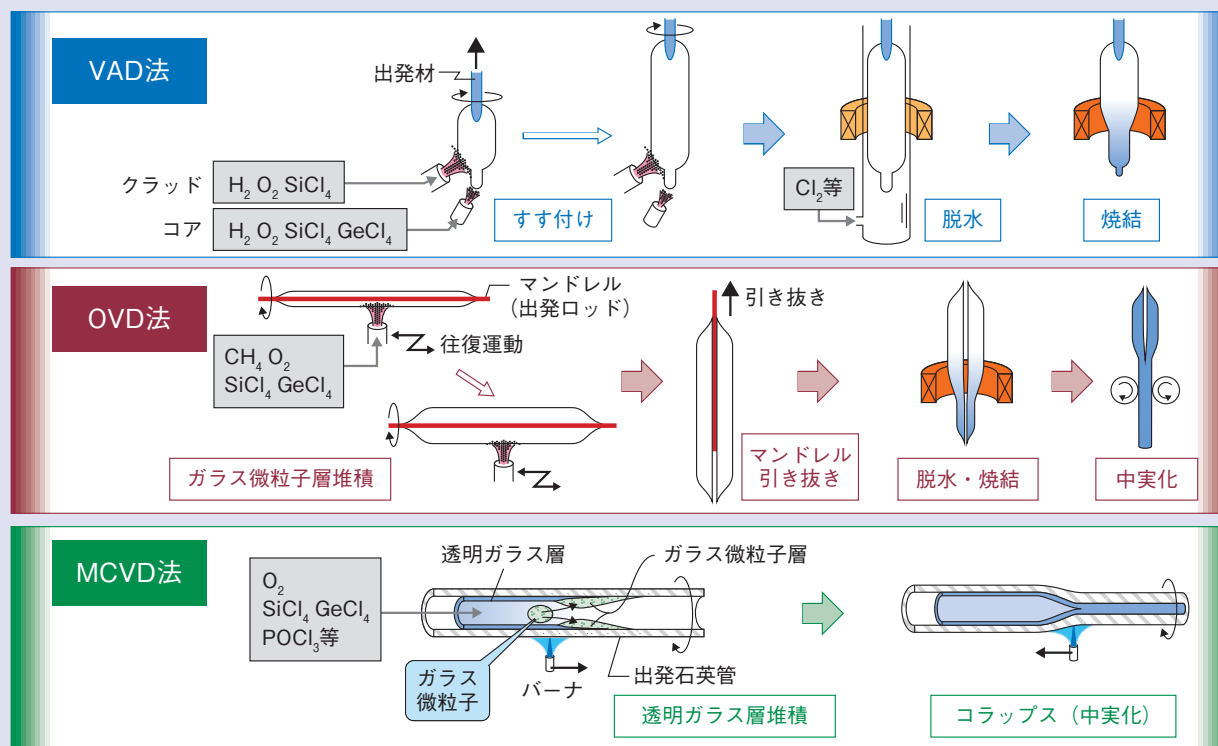 VAD法
出発材
クラッド
H₂ O₂ SiCl₄
コア
H₂ O₂ SiCl₄ GeCl₄
すす付け
Cl₂等
脱水
焼結
OVD法
マンドレル
（出発ロッド）
往復運動
CH₄ O₂
SiCl₄ GeCl₄
ガラス微粒子層堆積
引き抜き
マンドレル
引き抜き
脱水・焼結
中実化
MCVD法
O₂
SiCl₄ GeCl₄
POCl₃等
透明ガラス層
ガラス微粒子層
ガラス
微粒子
バーナ
出発石英管
透明ガラス層堆積
コラップス（中実化）